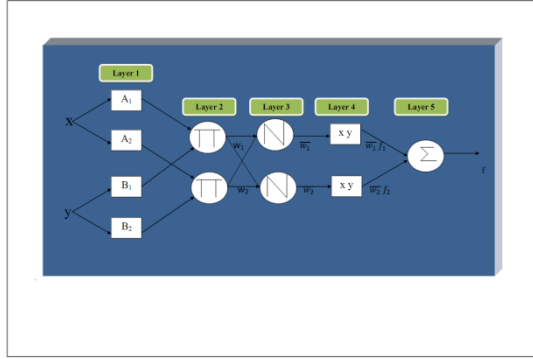 Layer 1
Layer 2 Layer 3 Layer 4 Layer 5
A₁
x
A₂
∏ w₁ N w̅₁ x y w̅₁ f₁
Σ
f
B₁
∏ w₂ N w̅₂ x y w̅₂ f₂
y
B₂